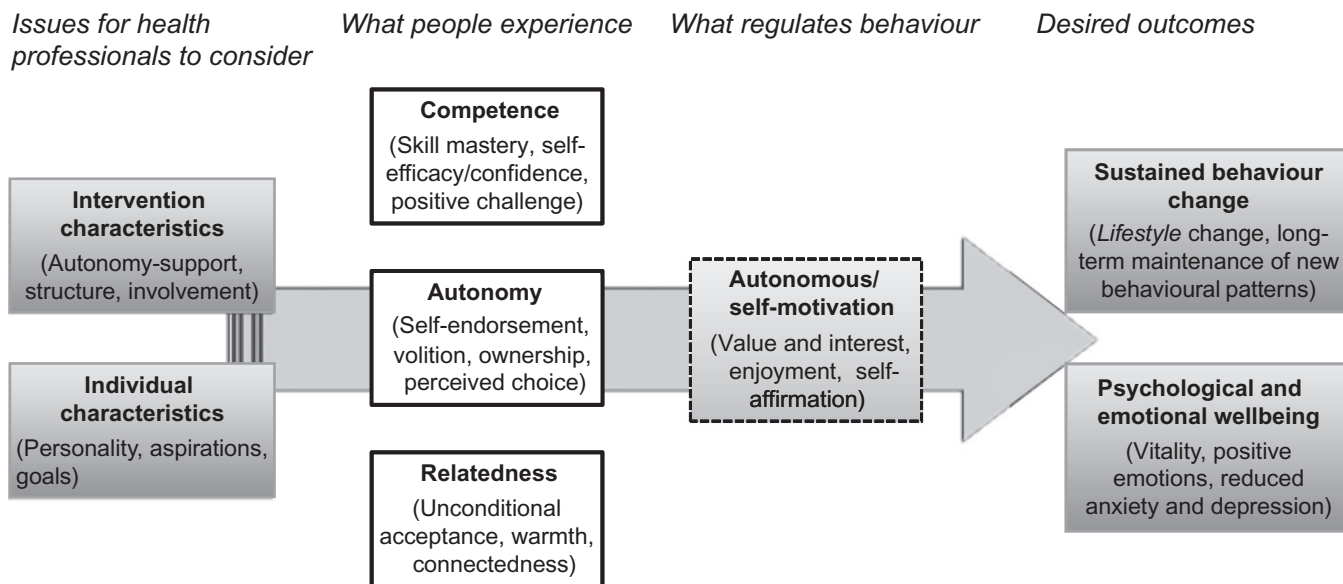 Issues for health
professionals to consider
What people experience
What regulates behaviour
Desired outcomes
Intervention
characteristics
(Autonomy-support,
structure, involvement)
Individual
characteristics
(Personality, aspirations,
goals)
Competence
(Skill mastery, self-
efficacy/confidence,
positive challenge)
Autonomy
(Self-endorsement,
volition, ownership,
perceived choice)
Relatedness
(Unconditional
acceptance, warmth,
connectedness)
Autonomous/
self-motivation
(Value and interest,
enjoyment, self-
affirmation)
Sustained behaviour
change
(Lifestyle change, long-
term maintenance of new
behavioural patterns)
Psychological and
emotional wellbeing
(Vitality, positive
emotions, reduced
anxiety and depression)